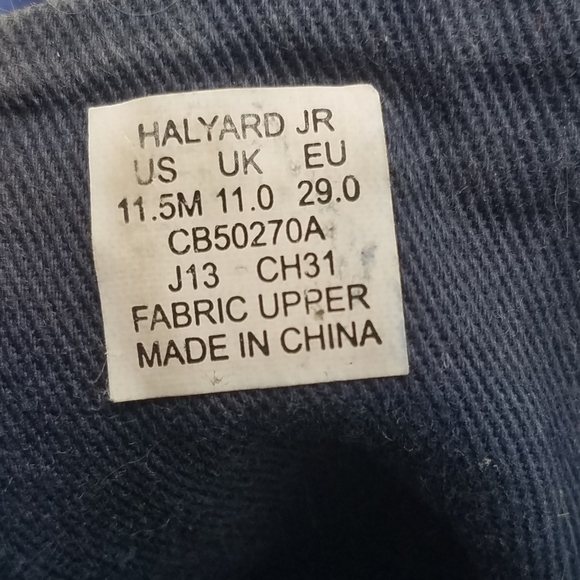 HALYARD JR
US UK EU
11.5M 11.0 29.0
CB50270A
J13 CH31
FABRIC UPPER
MADE IN CHINA